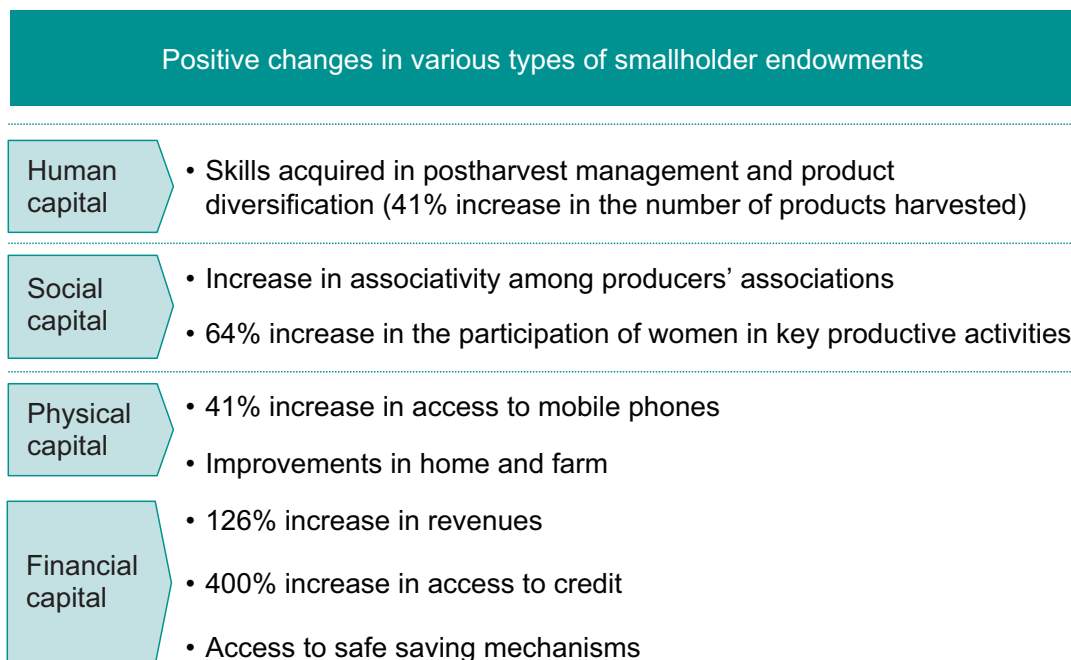 Positive changes in various types of smallholder endowments
Human
capital
• Skills acquired in postharvest management and product
diversification (41% increase in the number of products harvested)
Social
capital
• Increase in associativity among producers’ associations
• 64% increase in the participation of women in key productive activities
Physical
capital
• 41% increase in access to mobile phones
• Improvements in home and farm
Financial
capital
• 126% increase in revenues
• 400% increase in access to credit
• Access to safe saving mechanisms